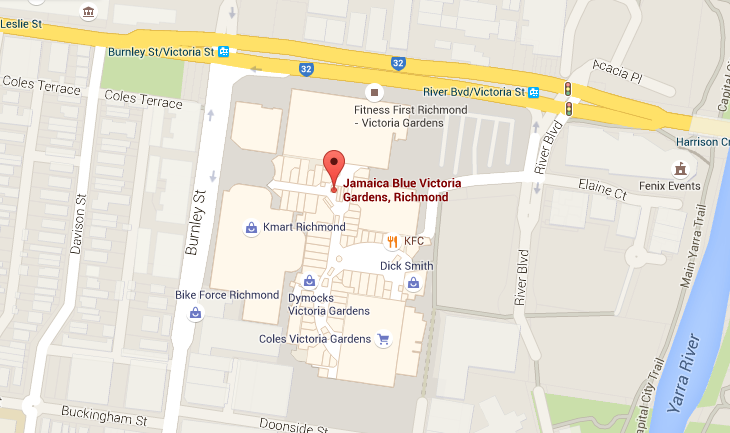 Leslie St
Burnley St/Victoria St
32
32
Acacia Pl
Capital City
Coles Terrace
Coles Terrace
River Bvd/Victoria St
Fitness First Richmond
- Victoria Gardens
River Blvd
Harrison Cr
Jamaica Blue Victoria
Gardens, Richmond
Elaine Ct
Fenix Events
Davison St
Burnley St
Kmart Richmond
KFC
Dick Smith
River Blvd
Main Yarra Trail
Bike Force Richmond
Dymocks
Victoria Gardens
Coles Victoria Gardens
Yarra River
Capital City Trail
Buckingham St
Doonside St